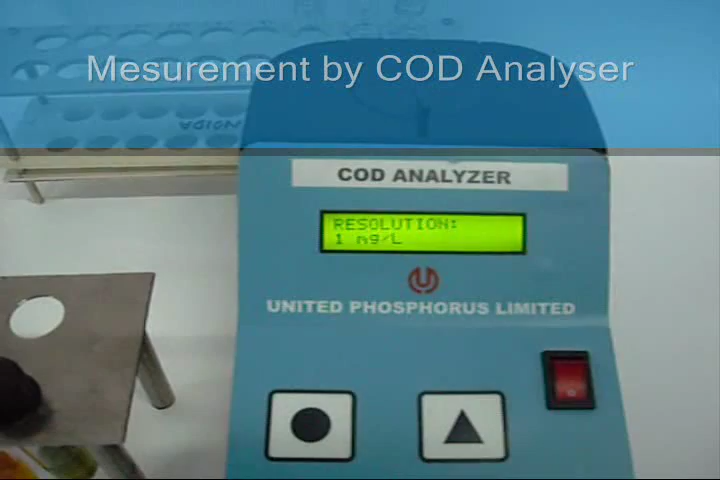 Mesurement by COD Analyser
COD ANALYZER
RESOLUTION:
1 mg/L
UNITED PHOSPHORUS LIMITED